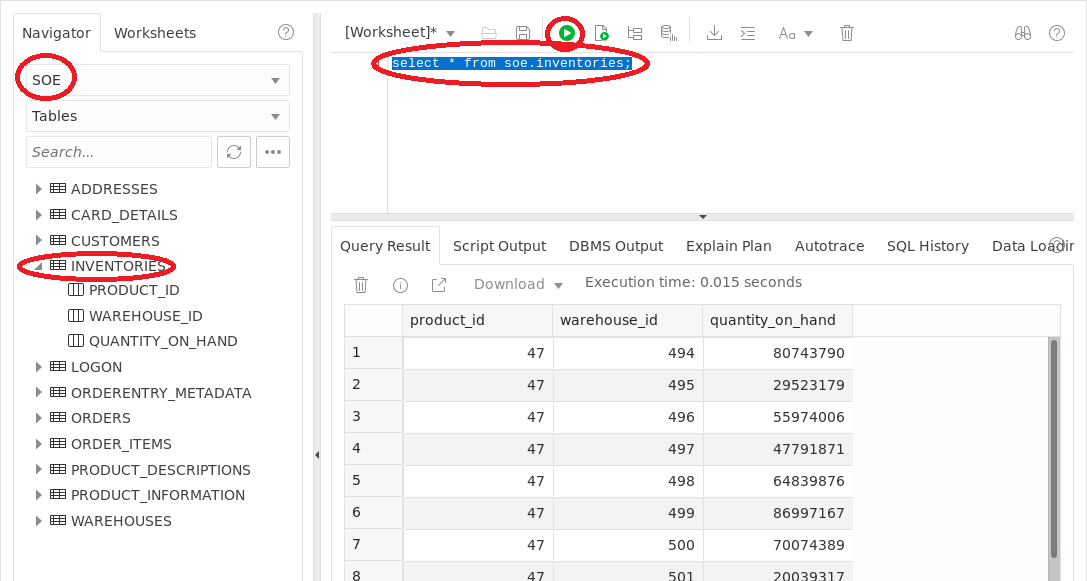 Navigator Worksheets
SOE
Tables
Search...
ADDRESSES
CARD_DETAILS
CUSTOMERS
INVENTORIES
PRODUCT_ID
WAREHOUSE_ID
QUANTITY_ON_HAND
LOGON
ORDERENTRY_METADATA
ORDERS
ORDER_ITEMS
PRODUCT_DESCRIPTIONS
PRODUCT_INFORMATION
WAREHOUSES
[Worksheet]* Aa
select * from soe.inventories;
Query Result Script Output DBMS Output Explain Plan Autotrace SQL History Data Loadin
Download Execution time: 0.015 seconds
product_id warehouse_id quantity_on_hand
1 47 494 80743790
2 47 495 29523179
3 47 496 55974006
4 47 497 47791871
5 47 498 64839876
6 47 499 86997167
7 47 500 70074389
8 47 501 20039317